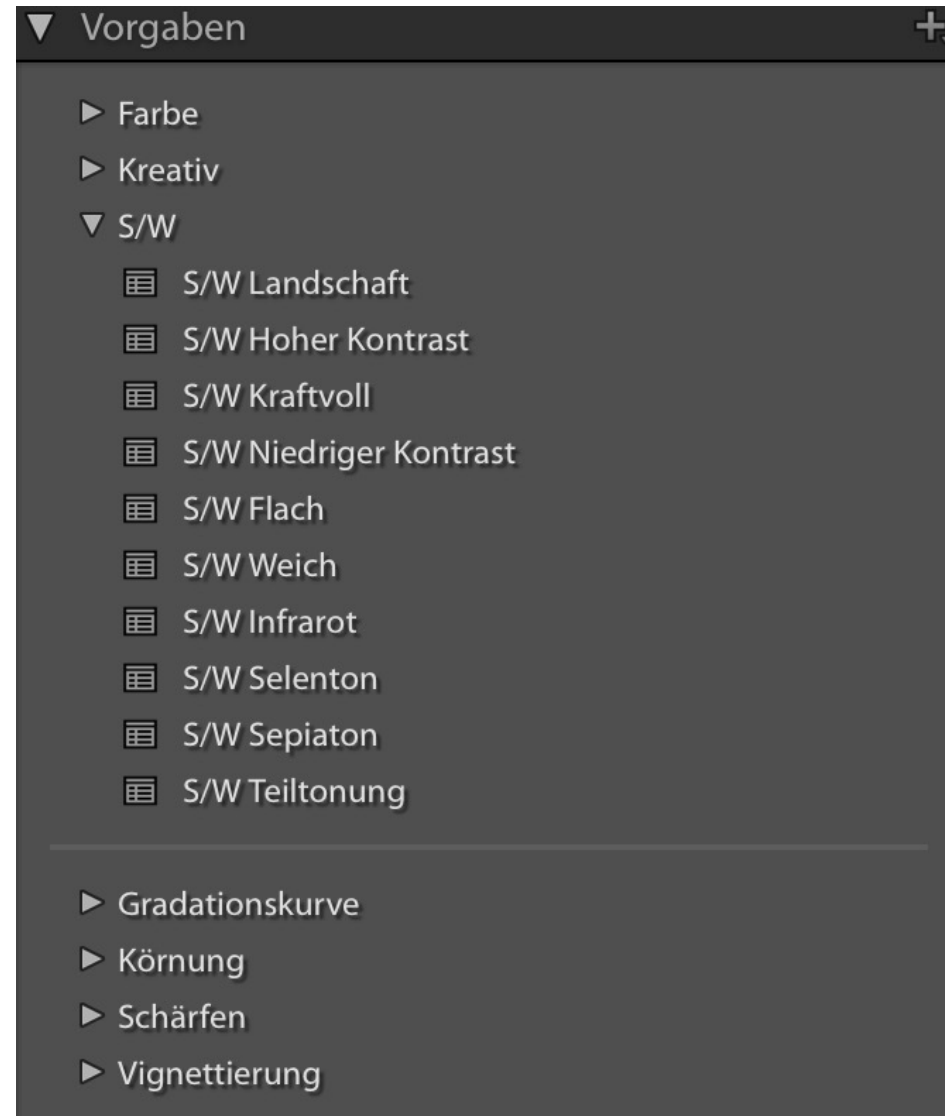 Vorgaben
Farbe
Kreativ
S/W
S/W Landschaft
S/W Hoher Kontrast
S/W Kraftvoll
S/W Niedriger Kontrast
S/W Flach
S/W Weich
S/W Infrarot
S/W Selenton
S/W Sepiaton
S/W Teiltonung
Gradationskurve
Körnung
Schärfen
Vignettierung